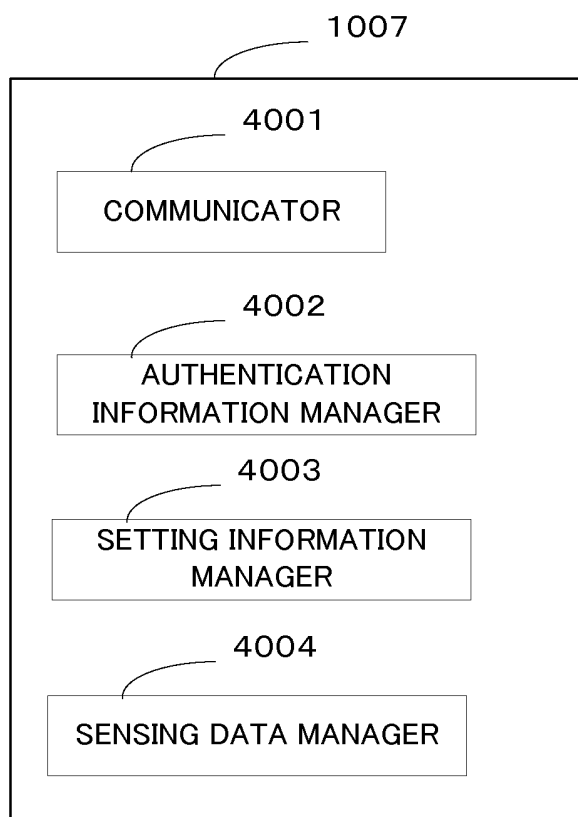 1007
4001
COMMUNICATOR
4002
AUTHENTICATION
INFORMATION MANAGER
4003
SETTING INFORMATION
MANAGER
4004
SENSING DATA MANAGER